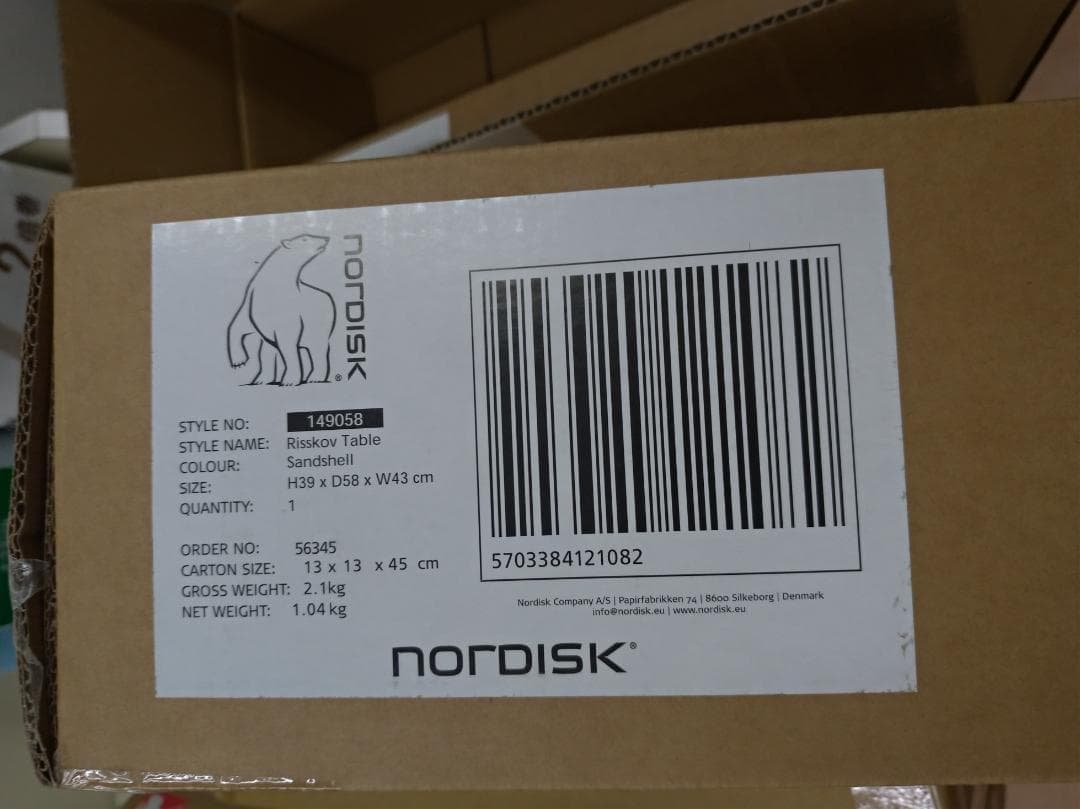 NORDISK®
STYLE NO: 149058
STYLE NAME: Risskov Table
COLOUR: Sandshell
SIZE: H39 x D58 x W43 cm
QUANTITY: 1
ORDER NO: 56345
CARTON SIZE: 13 x 13 x 45 cm
GROSS WEIGHT: 2.1kg
NET WEIGHT: 1.04 kg
5703384121082
Nordisk Company A/S | Papirfabrikken 74 | 8600 Silkeborg | Denmark
info@nordisk.eu | www.nordisk.eu
NORDISK®